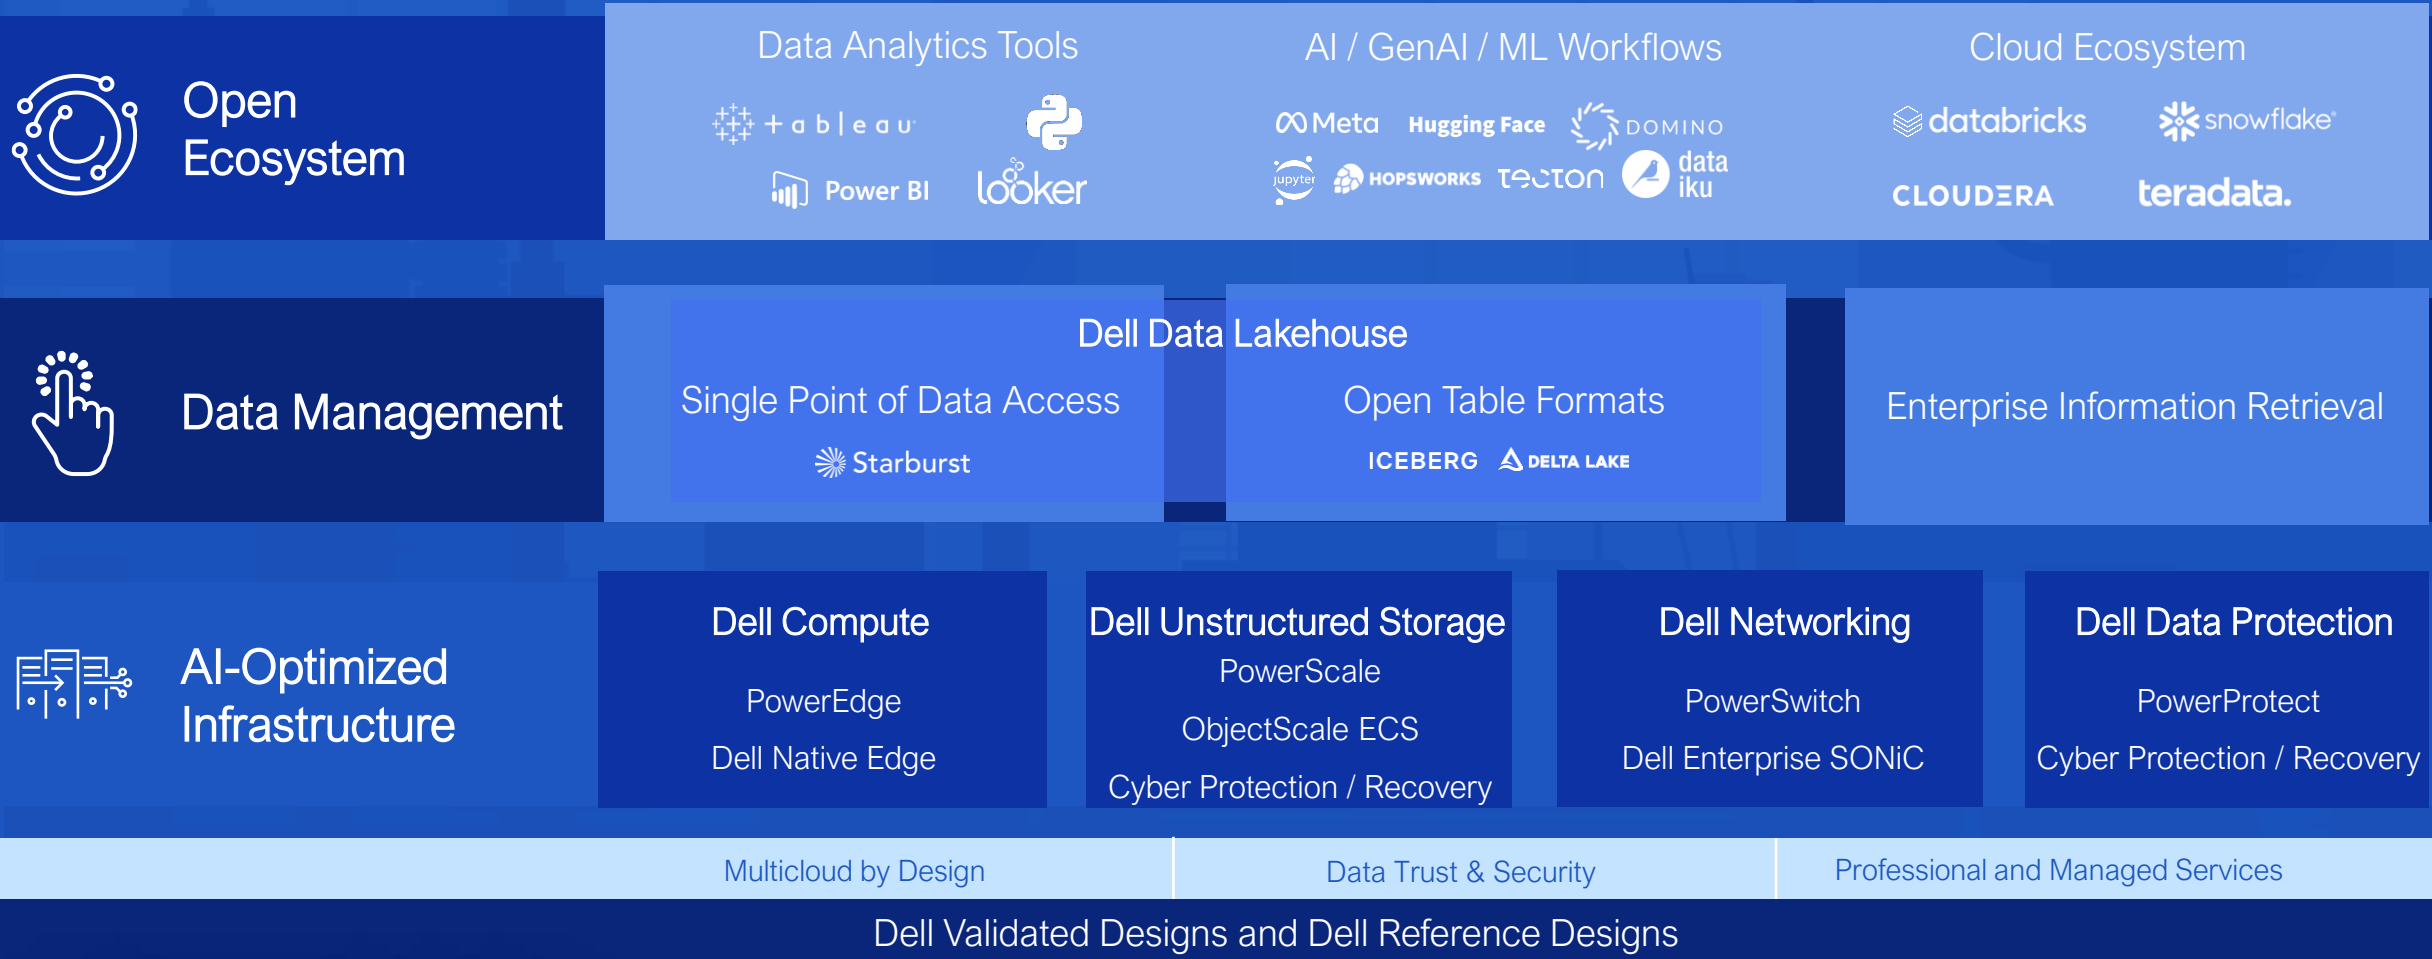 Open
Ecosystem
Data Analytics Tools
+ a b | e a u
Power BI
looker
AI / GenAI / ML Workflows
Meta
Hugging Face
DOMINO
jupyter
HOPSWORKS
TECTON
data
iku
Cloud Ecosystem
databricks
snowflake®
CLOUDERA
teradata.
Data Management
Dell Data Lakehouse
Single Point of Data Access
Starburst
Open Table Formats
ICEBERG
DELTA LAKE
Enterprise Information Retrieval
AI-Optimized
Infrastructure
Dell Compute
PowerEdge
Dell Native Edge
Dell Unstructured Storage
PowerScale
ObjectScale ECS
Cyber Protection / Recovery
Dell Networking
PowerSwitch
Dell Enterprise SONiC
Dell Data Protection
PowerProtect
Cyber Protection / Recovery
Multicloud by Design
Data Trust & Security
Professional and Managed Services
Dell Validated Designs and Dell Reference Designs